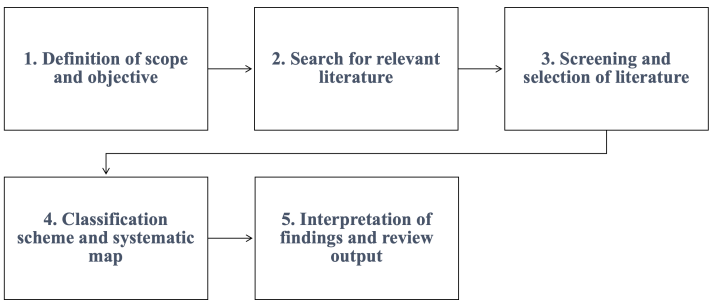 1. Definition of scope
and objective
2. Search for relevant
literature
3. Screening and
selection of literature
4. Classification
scheme and systematic
map
5. Interpretation of
findings and review
output